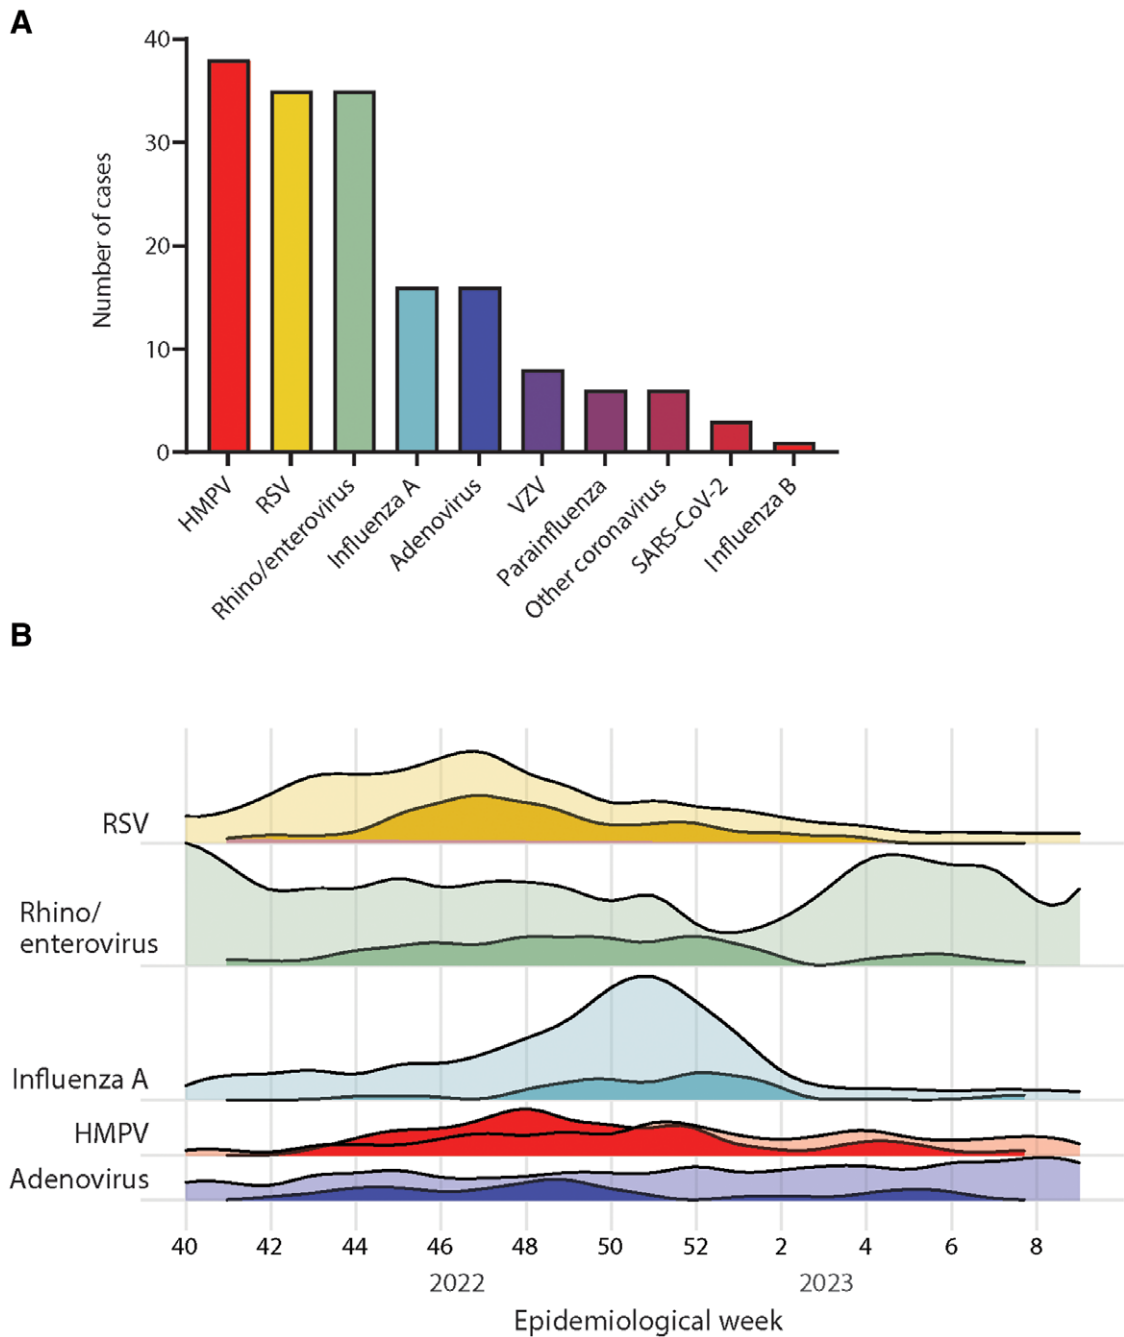 A
40
30
20
10
0
Number of cases
HMPV
RSV
Rhino/enterovirus
Influenza A
Adenovirus
VZV
Parainfluenza
Other coronavirus
SARS-CoV-2
Influenza B
B
RSV
Rhino/
enterovirus
Influenza A
HMPV
Adenovirus
40 42 44 46 48 50 52 2 4 6 8
2022 2023
Epidemiological week